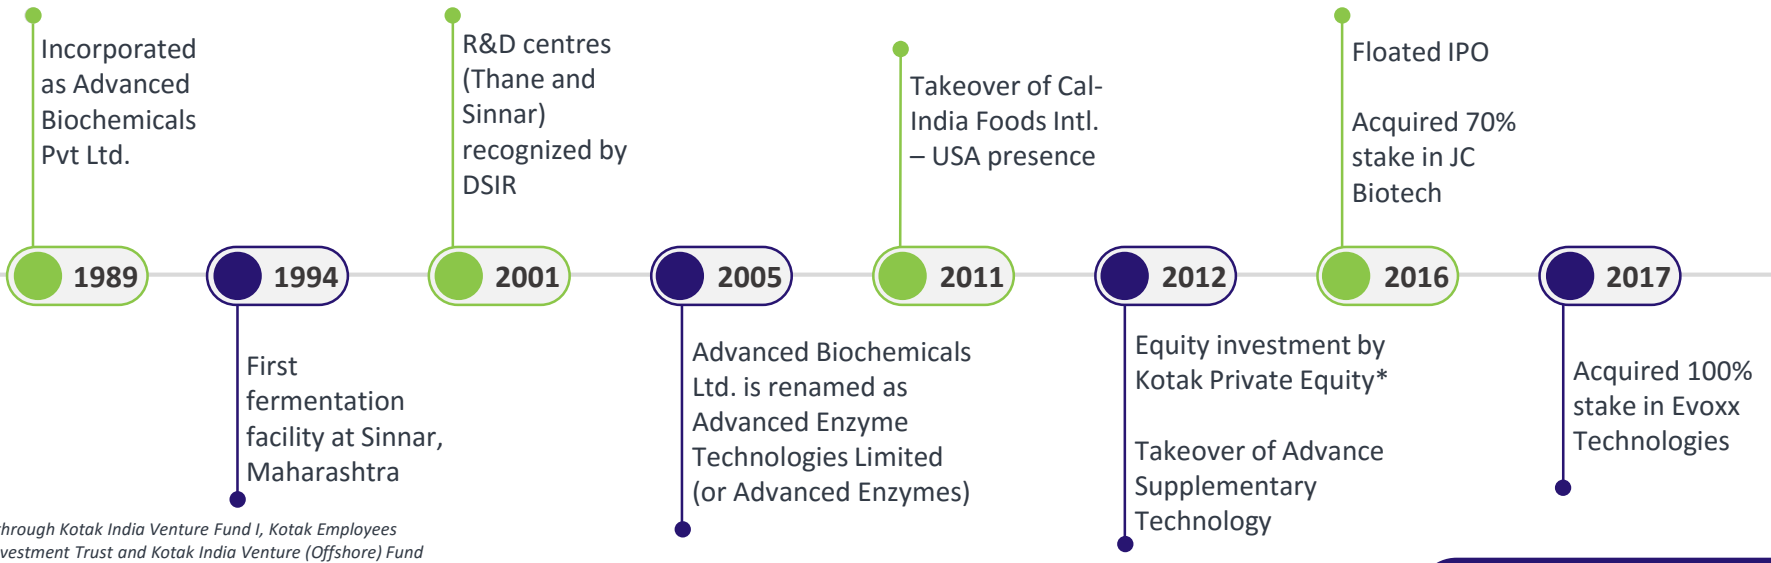 Incorporated
as Advanced
Biochemicals
Pvt Ltd.
R&D centres
(Thane and
Sinnar)
recognized by
DSIR
Takeover of Cal-
India Foods Intl.
– USA presence
Floated IPO
Acquired 70%
stake in JC
Biotech
1989
1994
2001
2005
2011
2012
2016
2017
First
fermentation
facility at Sinnar,
Maharashtra
Advanced Biochemicals
Ltd. is renamed as
Advanced Enzyme
Technologies Limited
(or Advanced Enzymes)
Equity investment by
Kotak Private Equity*
Takeover of Advance
Supplementary
Technology
Acquired 100%
stake in Evoxx
Technologies
hrough Kotak India Venture Fund I, Kotak Employees
vestment Trust and Kotak India Venture (Offshore) Fund